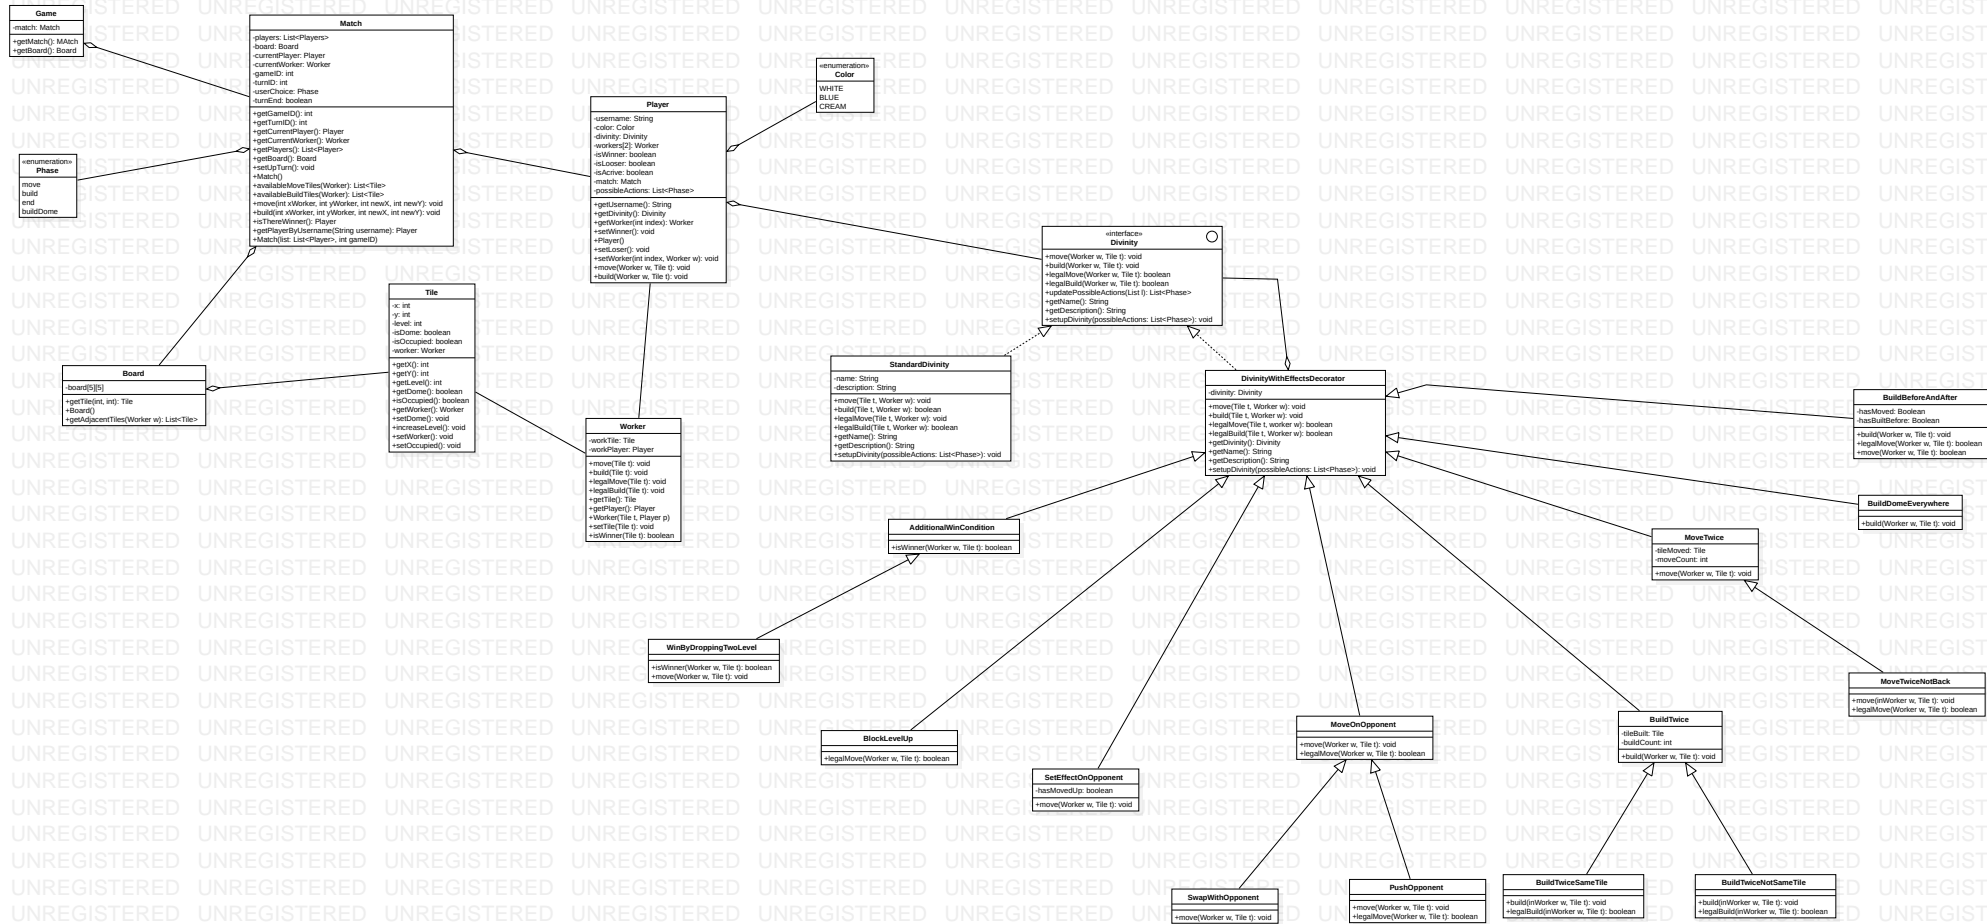 Game
-match: Match
+getMatch(): MAtch
+getBoard(): Board
Match
-players: List<Players>
-board: Board
-currentPlayer: Player
-currentWorker: Worker
-gameID: int
-turnID: int
-userChoice: Phase
-turnEnd: boolean
+getGameID(): int
+getTurnID(): int
+getCurrentPlayer(): Player
+getCurrentWorker(): Worker
+getPlayers(): List<Player>
+getBoard(): Board
+setUpTurn(): void
+Match()
+availableMoveTiles(Worker): List<Tile>
+availableBuildTiles(Worker): List<Tile>
+move(int xWorker, int yWorker, int newX, int newY): void
+build(int xWorker, int yWorker, int newX, int newY): void
+isThereWinner(): Player
+getPlayerByUsername(String username): Player
+Match(list: List<Player>, int gameID)
«enumeration»
Phase
move
build
end
buildDome
Player
-username: String
-color: Color
-divinity: Divinity
-workers[2]: Worker
-isWinner: boolean
-isLooser: boolean
-isAcrive: boolean
-match: Match
-possibleActions: List<Phase>
+getUsername(): String
+getDivinity(): Divinity
+getWorker(int index): Worker
+setWinner(): void
+Player()
+setLoser(): void
+setWorker(int index, Worker w): void
+move(Worker w, Tile t): void
+build(Worker w, Tile t): void
«enumeration»
Color
WHITE
BLUE
CREAM
«interface»
Divinity
+move(Worker w, Tile t): void
+build(Worker w, Tile t): void
+legalMove(Worker w, Tile t): boolean
+legalBuild(Worker w, Tile t): boolean
+updatePossibleActions(List l): List<Phase>
+getName(): String
+getDescription(): String
+setupDivinity(possibleActions: List<Phase>): void
Tile
-x: int
-y: int
-level: int
-isDome: boolean
-isOccupied: boolean
-worker: Worker
+getX(): int
+getY(): int
+getLevel(): int
+getDome(): boolean
+isOccupied(): boolean
+getWorker(): Worker
+setDome(): void
+increaseLevel(): void
+setWorker(): void
+setOccupied(): void
Board
-board[5][5]
+getTile(int, int): Tile
+Board()
+getAdjacentTiles(Worker w): List<Tile>
Worker
-workTile: Tile
-workPlayer: Player
+move(Tile t): void
+build(Tile t): void
+legalMove(Tile t): void
+legalBuild(Tile t): void
+getTile(): Tile
+getPlayer(): Player
+Worker(Tile t, Player p)
+setTile(Tile t): void
+isWinner(Tile t): boolean
StandardDivinity
-name: String
-description: String
+move(Tile t, Worker w): void
+build(Tile t, Worker w): boolean
+legalMove(Tile t, Worker w): void
+legalBuild(Tile t, Worker w): boolean
+getName(): String
+getDescription(): String
+setupDivinity(possibleActions: List<Phase>): void
DivinityWithEffectsDecorator
-divinity: Divinity
+move(Tile t, Worker w): void
+build(Tile t, Worker w): void
+legalMove(Tile t, worker w): boolean
+legalBuild(Tile t, Worker w): boolean
+getDivinity(): Divinity
+getName(): String
+getDescription(): String
+setupDivinity(possibleActions: List<Phase>): void
BuildBeforeAndAfter
-hasMoved: Boolean
-hasBuiltBefore: Boolean
+build(Worker w, Tile t): void
+legalMove(Worker w, Tile t): boolean
+move(Worker w, Tile t): boolean
BuildDomeEverywhere
+build(Worker w, Tile t): void
AdditionalWinCondition
+isWinner(Worker w, Tile t): boolean
MoveTwice
-tileMoved: Tile
-moveCount: int
+move(Worker w, Tile t): void
WinByDroppingTwoLevel
+isWinner(Worker w, Tile t): boolean
+move(Worker w, Tile t): void
MoveTwiceNotBack
+move(inWorker w, Tile t): void
+legalMove(Worker w, Tile t): boolean
BlockLevelUp
+legalMove(Worker w, Tile t): boolean
SetEffectOnOpponent
-hasMovedUp: boolean
+move(Worker w, Tile t): void
MoveOnOpponent
+move(Worker w, Tile t): void
+legalMove(Worker w, Tile t): boolean
BuildTwice
-tileBuilt: Tile
-buildCount: int
+build(Worker w, Tile t): void
SwapWithOpponent
+move(Worker w, Tile t): void
PushOpponent
+move(Worker w, Tile t): void
+legalMove(Worker w, Tile t): boolean
BuildTwiceSameTile
+build(inWorker w, Tile t): void
+legalBuild(inWorker w, Tile t): boolean
BuildTwiceNotSameTile
+build(inWorker w, Tile t): void
+legalBuild(inWorker w, Tile t): boolean
UNREGISTERED